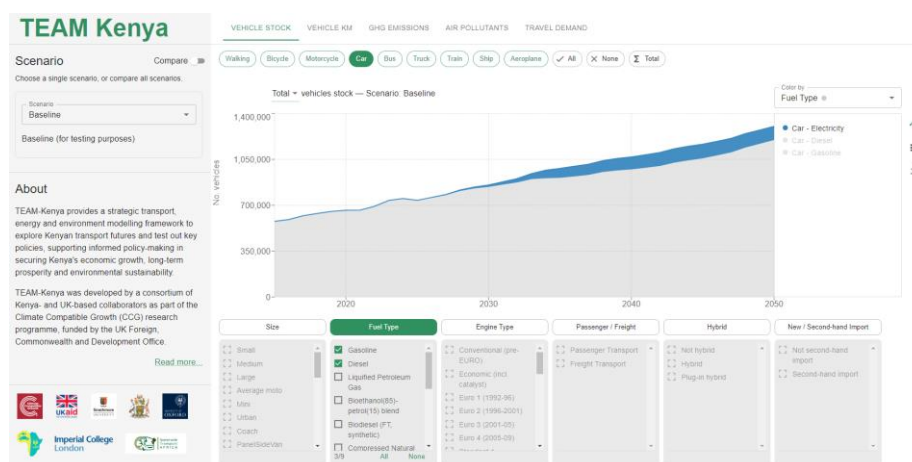 TEAM Kenya
Scenario
Compare
Choose a single scenario, or compare all scenarios.
Scenario
Baseline
Baseline (for testing purposes)
About
TEAM-Kenya provides a strategic transport,
energy and environment modelling framework to
explore Kenyan transport futures and test out key
policies, supporting informed policy-making in
securing Kenya's economic growth, long-term
prosperity and environmental sustainability.
TEAM-Kenya was developed by a consortium of
Kenya- and UK-based collaborators as part of the
Climate Compatible Growth (CCG) research
programme, funded by the UK Foreign,
Commonwealth and Development Office.
Read more...
ukaid
OXFORD
Imperial College
London
VEHICLE STOCK VEHICLE KM GHG EMISSIONS AIR POLLUTANTS TRAVEL DEMAND
Walking Bicycle Motorcycle Car Bus Truck Train Ship Aeroplane All None Σ Total
Total vehicles stock — Scenario: Baseline
Color by
Fuel Type
No. vehicles
1,400,000
1,050,000
700,000
350,000
0
2020 2030 2040 2050
Car - Electricity
Car - Diesel
Car - Gasoline
Size
Small
Medium
Large
Average moto
Mini
Urban
Coach
PanelSideVan
Fuel Type
Gasoline
Diesel
Liquified Petroleum
Gas
Bioethanol(85)-
petrol(15) blend
Biodiesel (FT,
synthetic)
Compressed Natural
3/9 All None
Engine Type
Conventional (pre-
EURO)
Economic (incl.
catalyst)
Euro 1 (1992-96)
Euro 2 (1996-2001)
Euro 3 (2001-05)
Euro 4 (2005-09)
Passenger / Freight
Passenger Transport
Freight Transport
Hybrid
Not hybrid
Hybrid
Plug-in hybrid
New / Second-hand Import
Not second-hand
import
Second-hand import